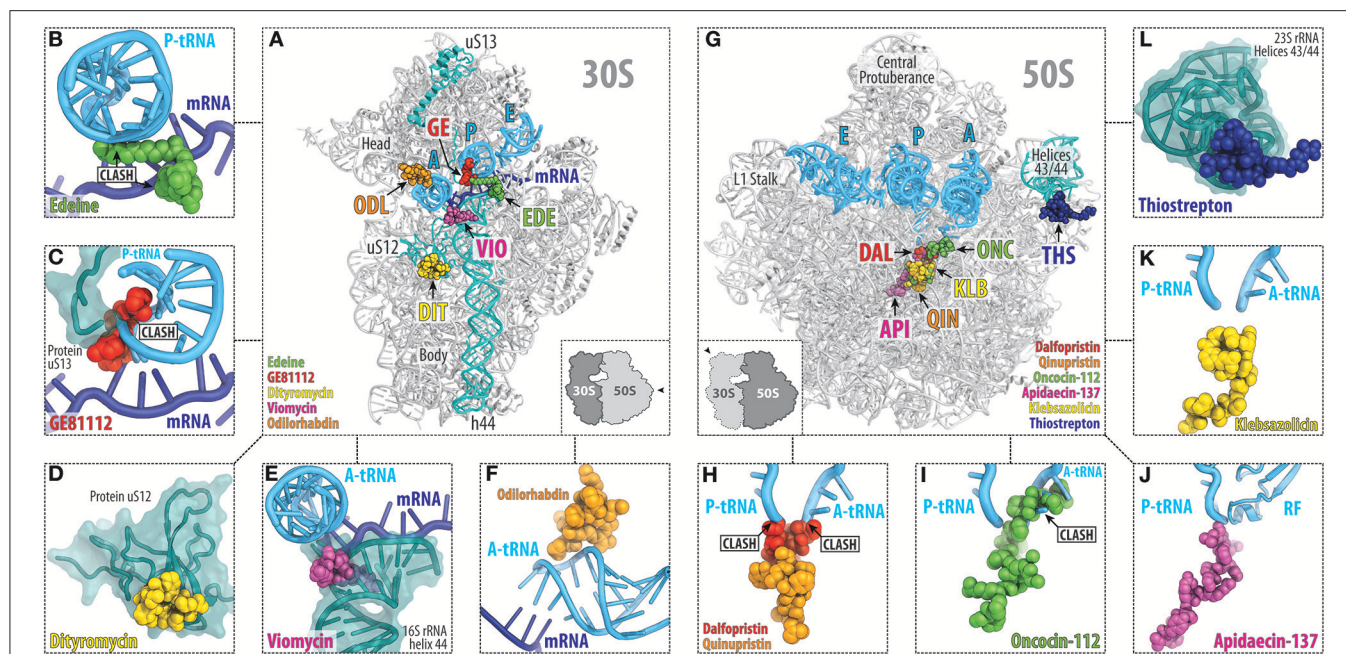 B
P-tRNA
mRNA
CLASH
Edeine
A
uS13
30S
GE
P
E
Head
A
mRNA
ODL
EDE
VIO
uS12
DIT
Body
Edeine
GE81112
Dityromycin
Viomycin
Odilorhabdin
h44
30S
50S
G
Central
Protuberance
50S
E
P
A
Helices
43/44
L1 Stalk
THS
DAL
ONC
KLB
API
QIN
Dalfopristin
Qinupristin
Oncocin-112
Apidaecin-137
Klebsazolicin
Thiostrepton
30S
50S
L
23S rRNA
Helices 43/44
Thiostrepton
C
P-tRNA
CLASH
Protein
uS13
GE81112
mRNA
K
P-tRNA
A-tRNA
Klebsazolicin
D
Protein uS12
Dityromycin
E
A-tRNA
mRNA
Viomycin
16S rRNA
helix 44
F
Odilorhabdin
A-tRNA
mRNA
H
P-tRNA
A-tRNA
CLASH
CLASH
Dalfopristin
Quinupristin
I
A-tRNA
P-tRNA
CLASH
Oncocin-112
J
P-tRNA
RF
Apidaecin-137